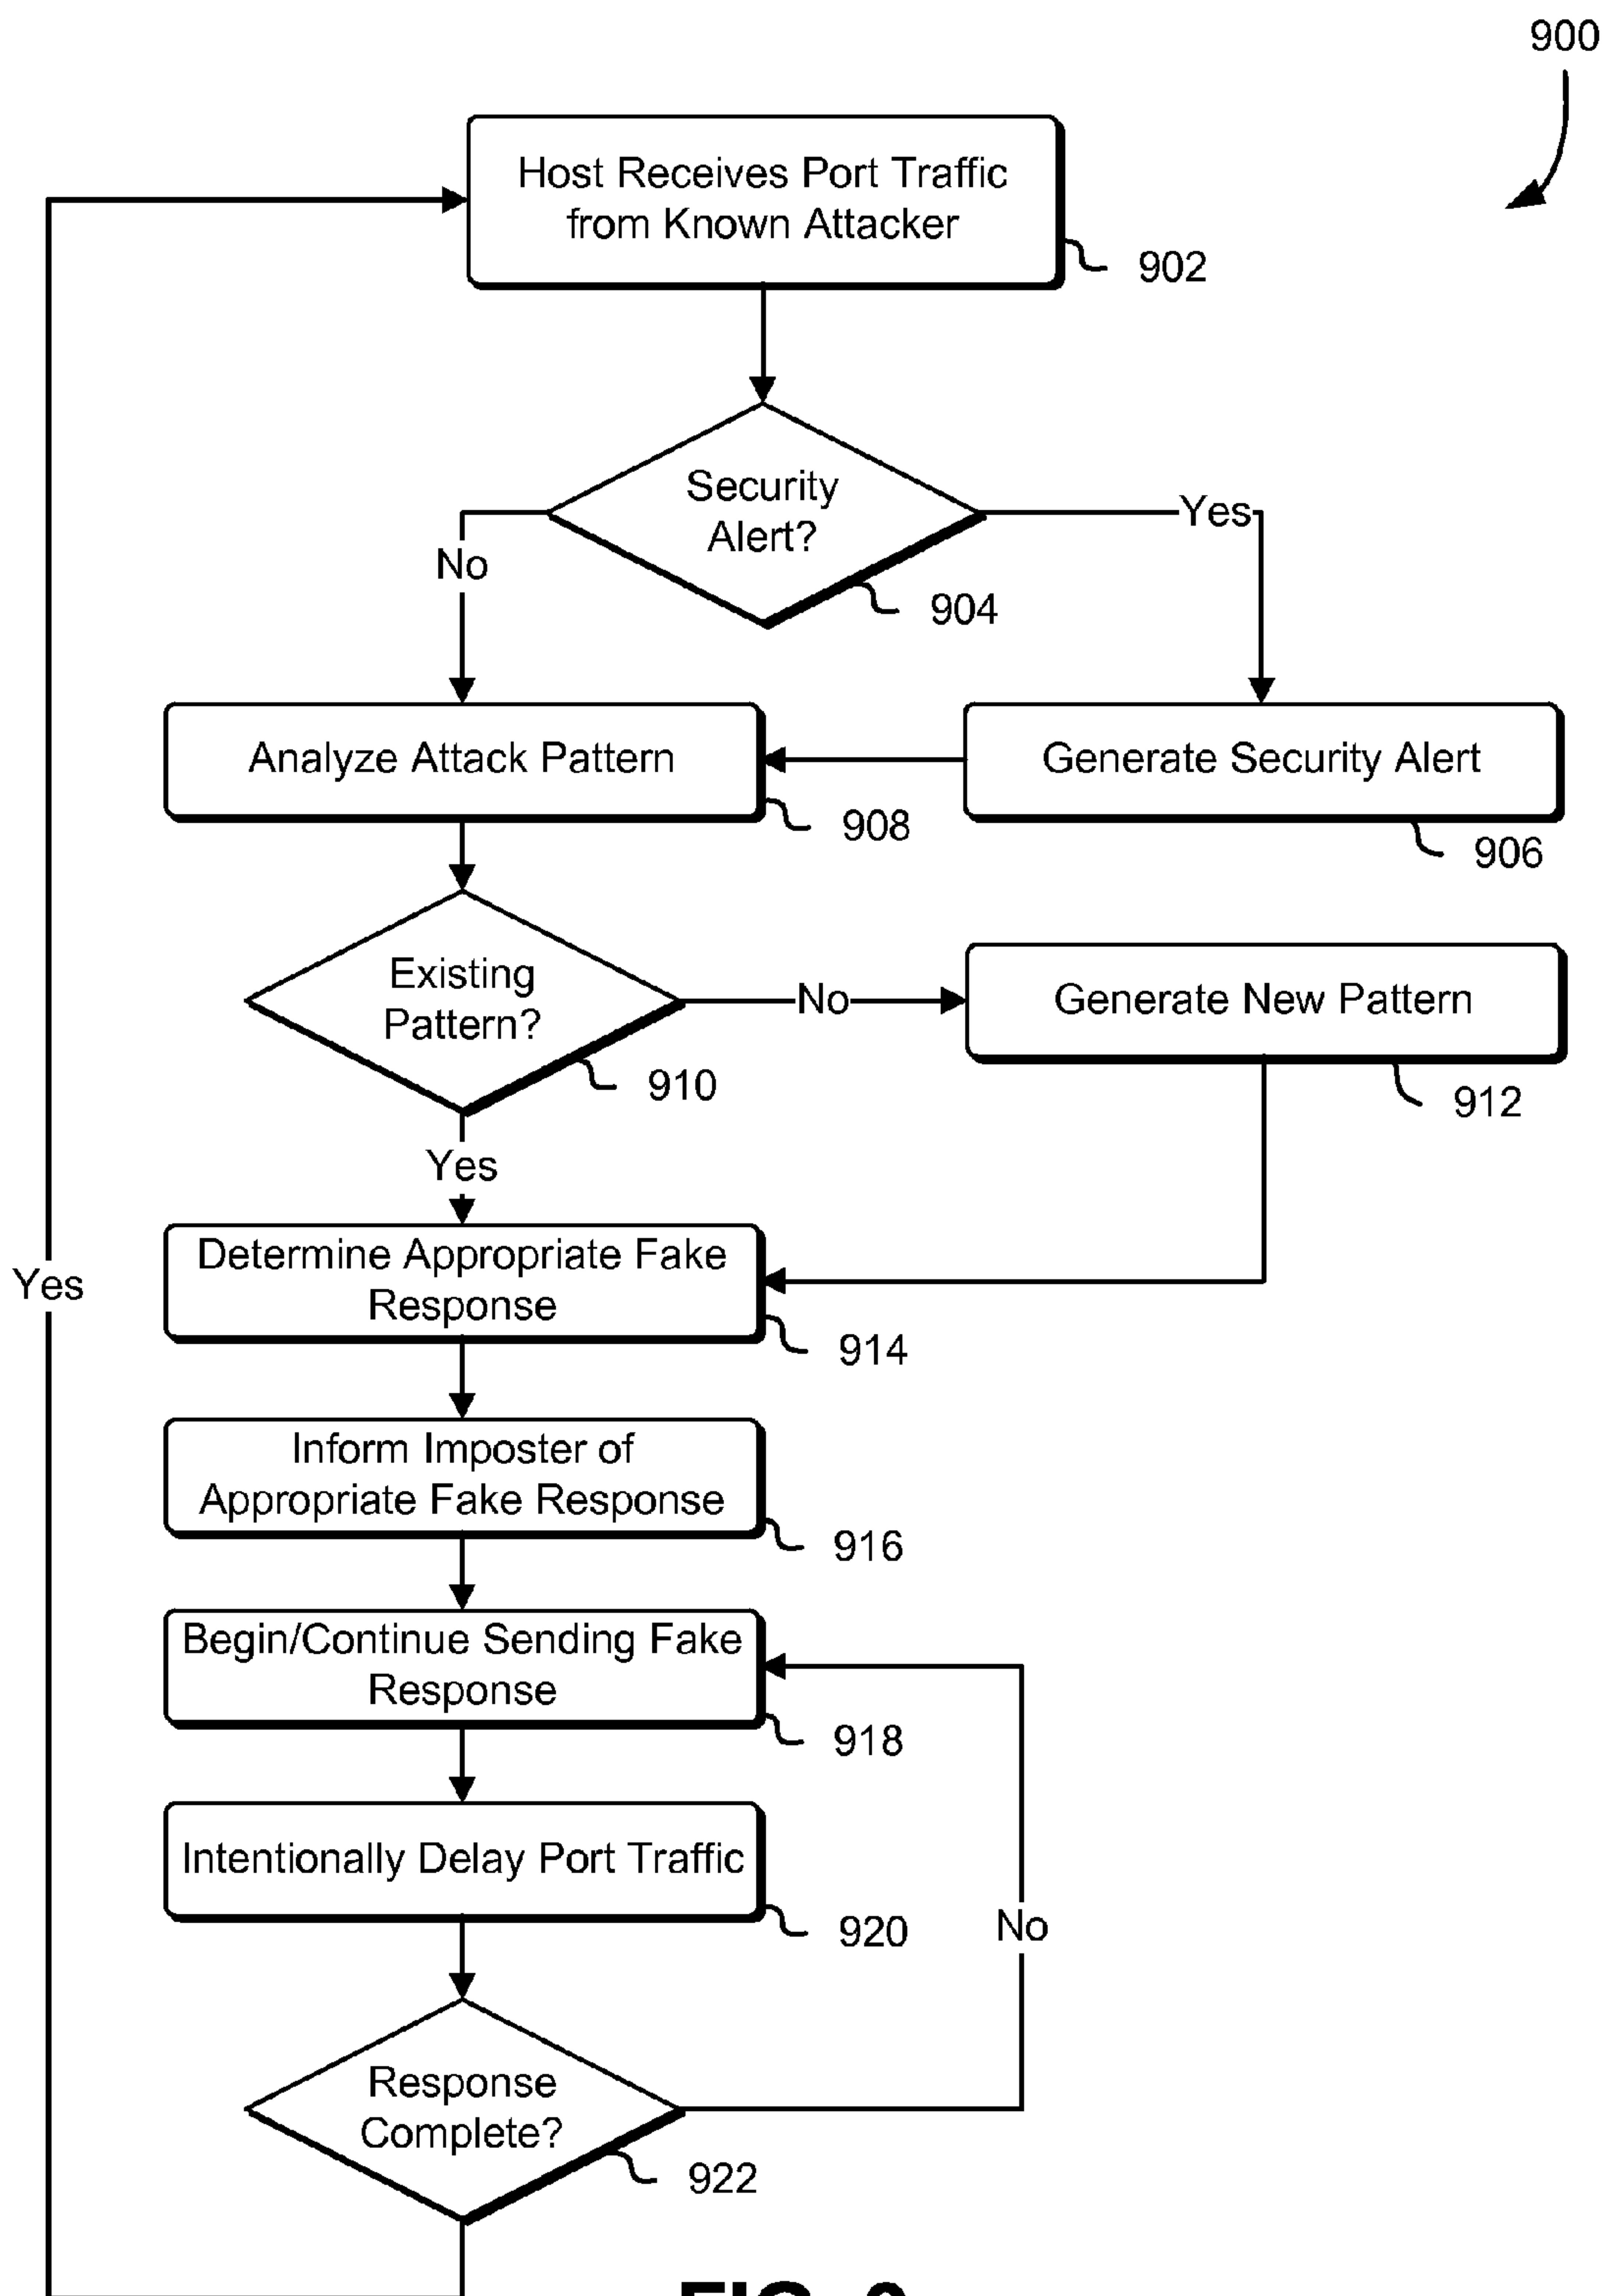 900
Host Receives Port Traffic
from Known Attacker
902
Security
Alert?
Yes
No
904
Analyze Attack Pattern
908
Generate Security Alert
906
Existing
Pattern?
No
910
Generate New Pattern
912
Yes
Determine Appropriate Fake
Response
914
Yes
Inform Imposter of
Appropriate Fake Response
916
Begin/Continue Sending Fake
Response
918
Intentionally Delay Port Traffic
920
No
Response
Complete?
922